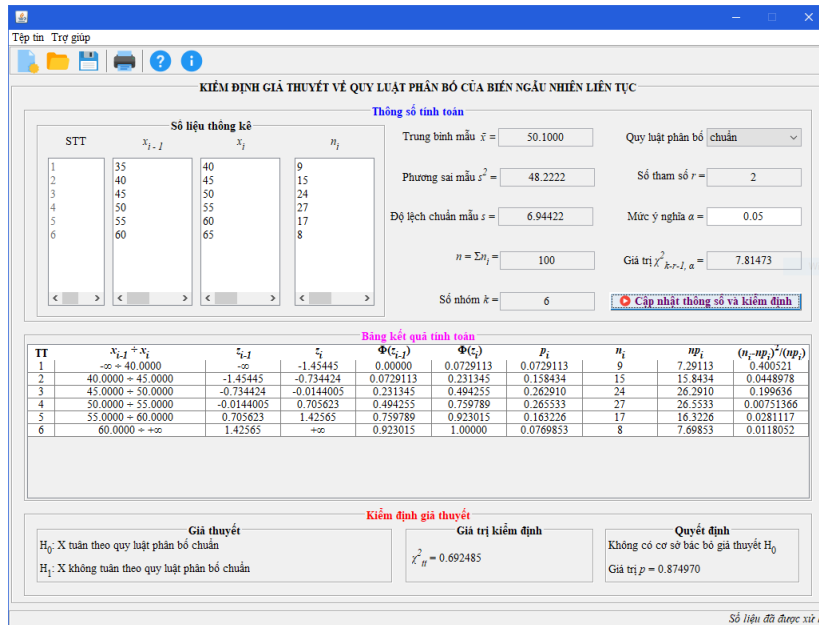 Tệp tin Trợ giúp
KIỂM ĐỊNH GIẢ THUYẾT VỀ QUY LUẬT PHÂN BỐ CỦA BIẾN NGẪU NHIÊN LIÊN TỤC
Thông số tính toán
Số liệu thống kê
STT x_{i-1} x_i n_i
1 35 40 9
2 40 45 15
3 45 50 24
4 50 55 27
5 55 60 17
6 60 65 8
Trung bình mẫu x̄ = 50.1000
Phương sai mẫu s² = 48.2222
Độ lệch chuẩn mẫu s = 6.94422
n = Σn_i = 100
Số nhóm k = 6
Quy luật phân bố chuẩn
Số tham số r = 2
Mức ý nghĩa α = 0.05
Giá trị χ²_{k-r-1, α} = 7.81473
Cập nhật thông số và kiểm định
Bảng kết quả tính toán
TT x_{i-1} ÷ x_i z_{i-1} z_i Φ(z_{i-1}) Φ(z_i) p_i n_i np_i (n_i-np_i)²/(np_i)
1 -∞ ÷ 40.0000 -∞ -1.45445 0.00000 0.0729113 0.0729113 9 7.29113 0.400521
2 40.0000 ÷ 45.0000 -1.45445 -0.734424 0.0729113 0.231345 0.158434 15 15.8434 0.0448978
3 45.0000 ÷ 50.0000 -0.734424 -0.0144005 0.231345 0.494255 0.262910 24 26.2910 0.199636
4 50.0000 ÷ 55.0000 -0.0144005 0.705623 0.494255 0.759789 0.265533 27 26.5533 0.00751366
5 55.0000 ÷ 60.0000 0.705623 1.42565 0.759789 0.923015 0.163226 17 16.3226 0.0281117
6 60.0000 ÷ +∞ 1.42565 +∞ 0.923015 1.00000 0.0769853 8 7.69853 0.0118052
Kiểm định giả thuyết
Giả thuyết
H₀: X tuân theo quy luật phân bố chuẩn
H₁: X không tuân theo quy luật phân bố chuẩn
Giá trị kiểm định
χ²_{tt} = 0.692485
Quyết định
Không có cơ sở bác bỏ giả thuyết H₀
Giá trị p = 0.874970
Số liệu đã được xử